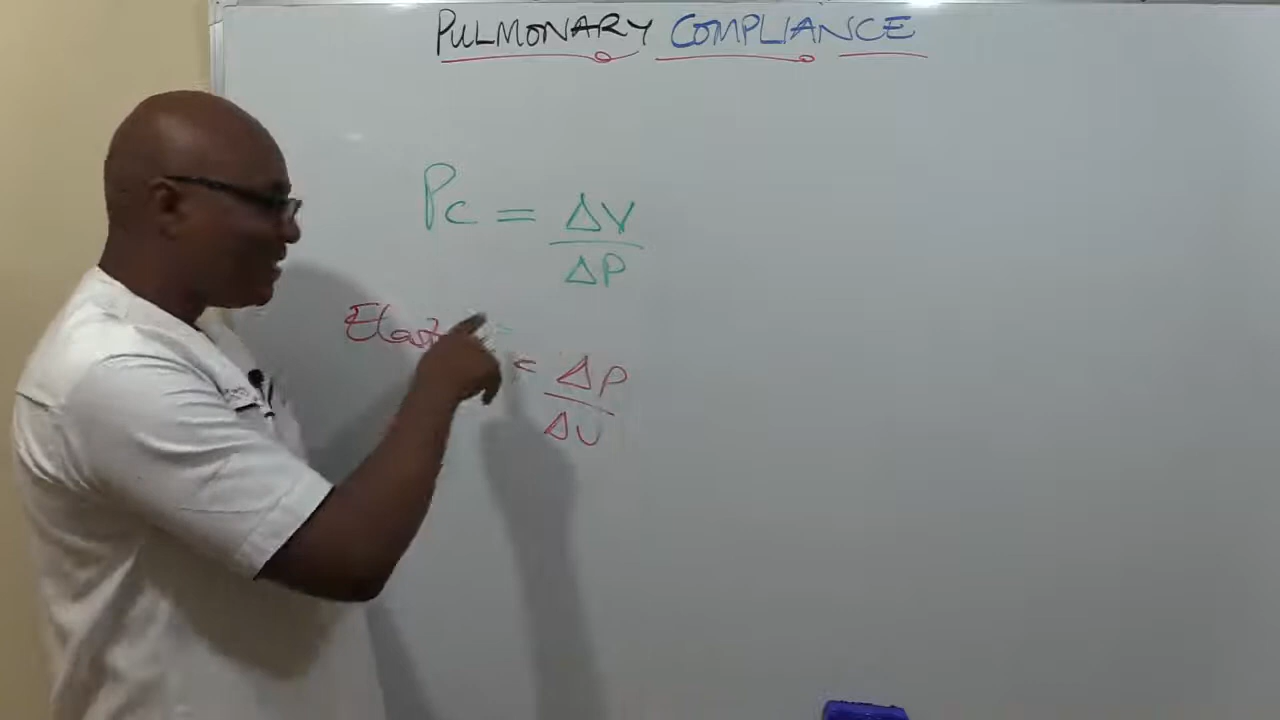 PULMONARY COMPLIANCE
Pc = ΔV
ΔP
= ΔP
ΔV